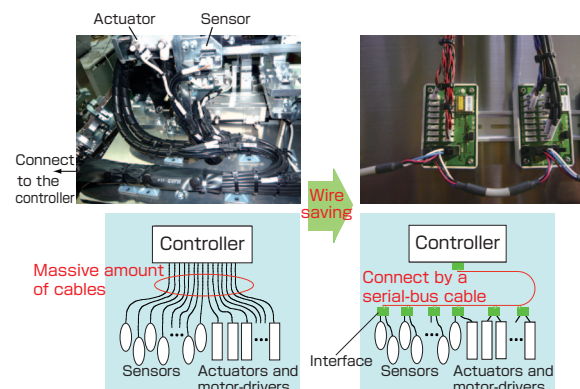 Actuator
Sensor
Connect
to the
controller
Wire
saving
Controller
Massive amount
of cables
Sensors
Actuators and
motor-drivers
Controller
Connect by a
serial-bus cable
Interface
Sensors
Actuators and
motor-drivers